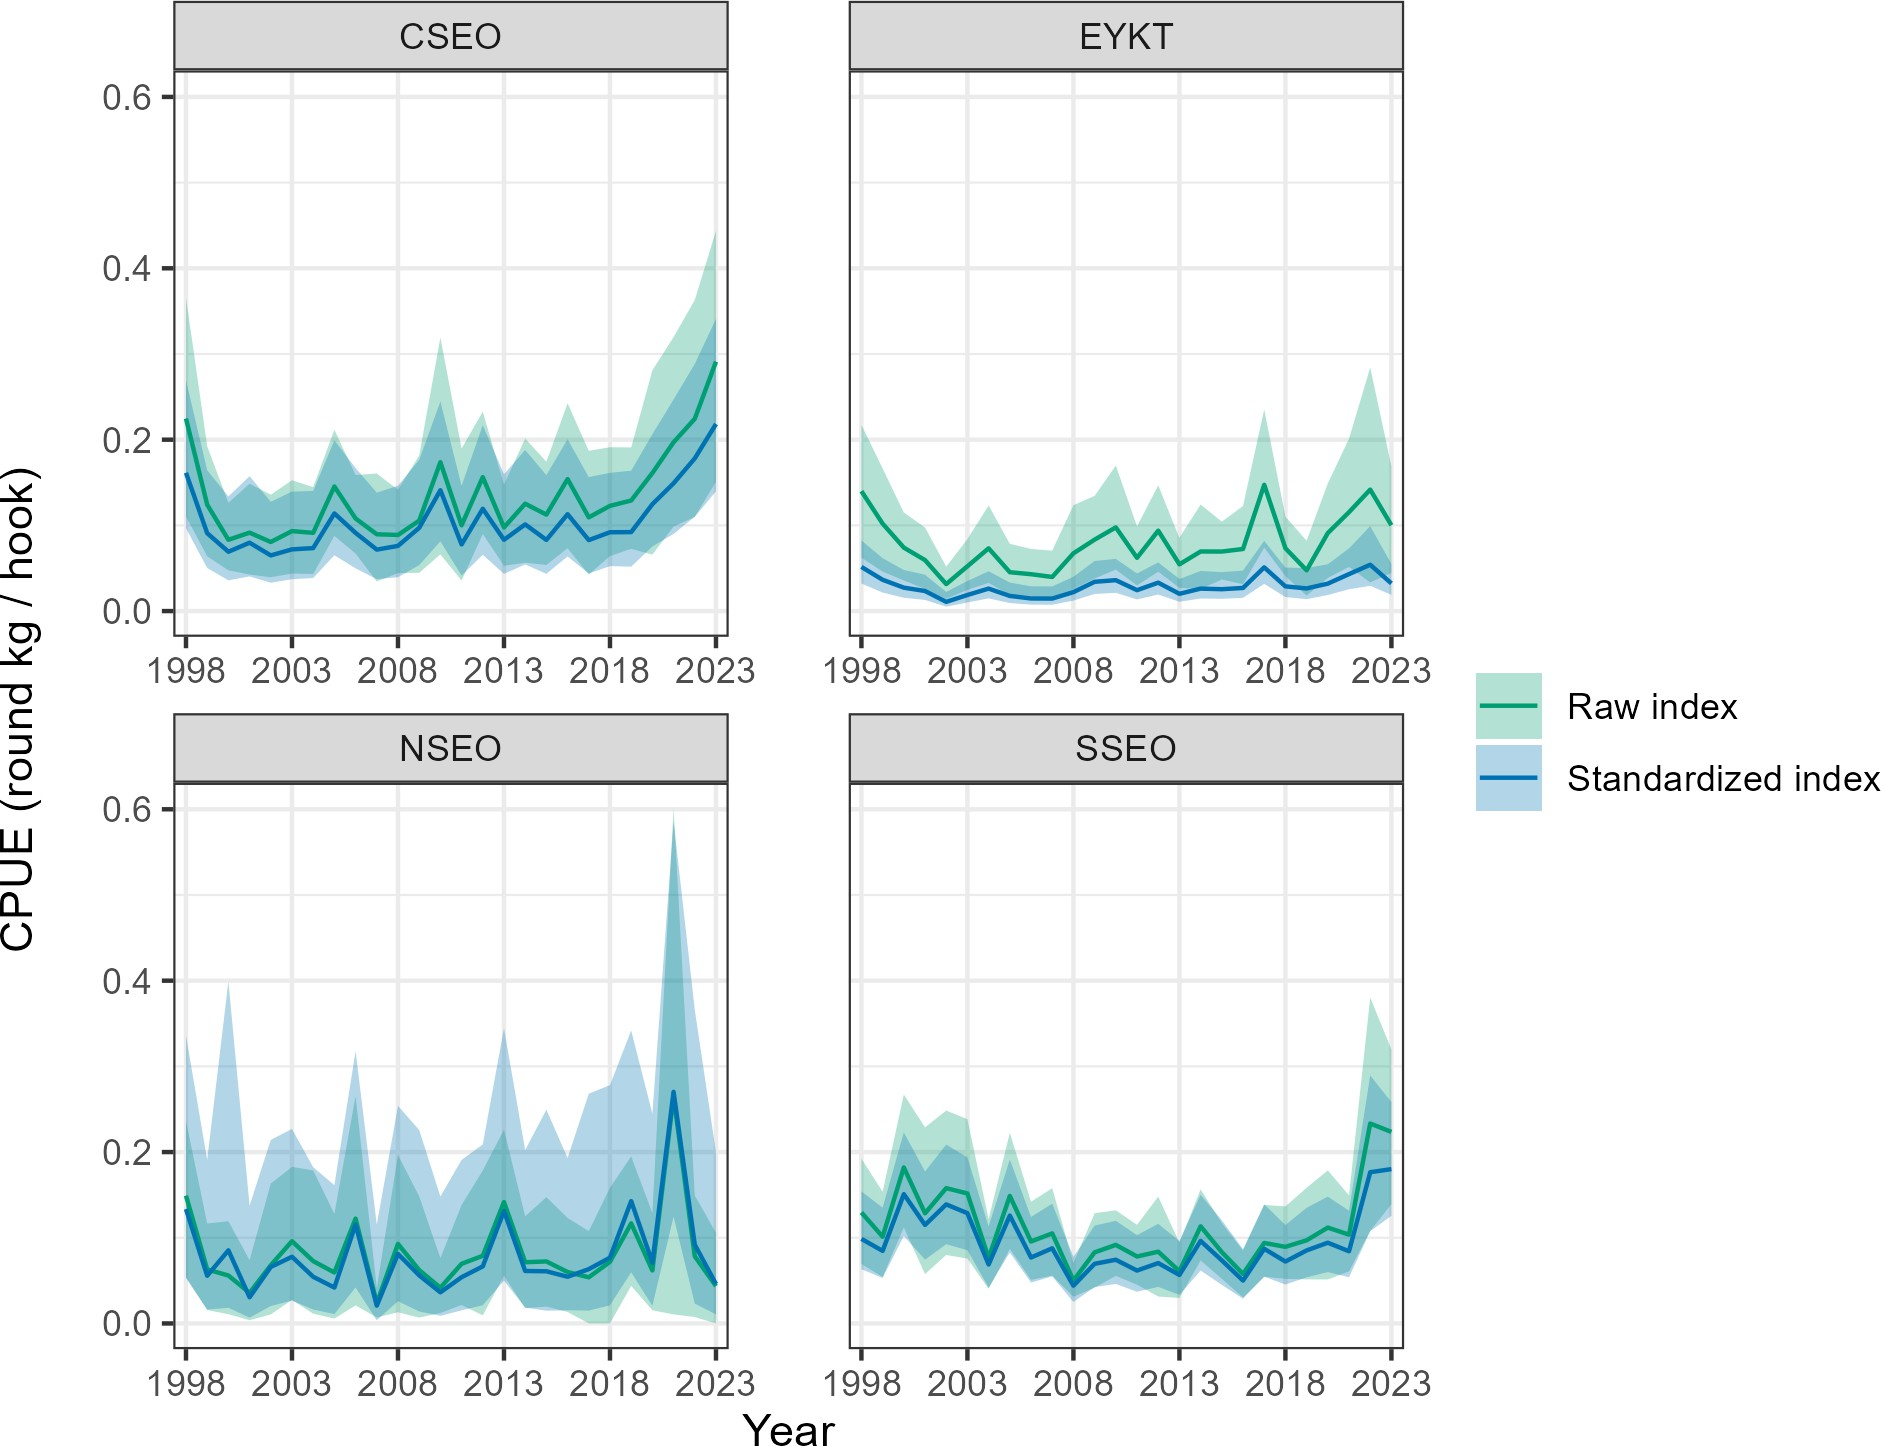 CSEO
EYKT
0.6
0.4
0.2
0.0
1998 2003 2008 2013 2018 2023
1998 2003 2008 2013 2018 2023
NSEO
SSEO
0.6
0.4
0.2
0.0
1998 2003 2008 2013 2018 2023
1998 2003 2008 2013 2018 2023
Year
CPUE (round kg / hook)
Raw index
Standardized index